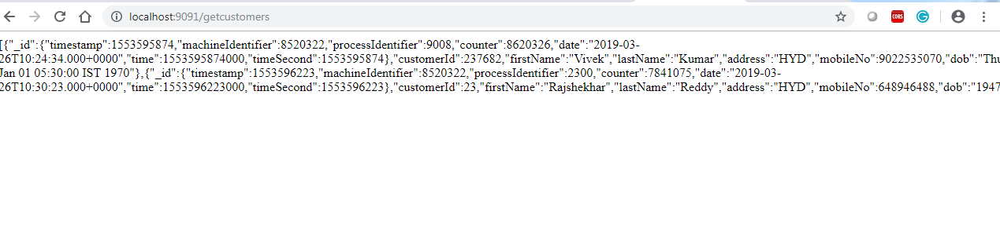 localhost:9091/getcustomers
CORS
[{"_id":{"timestamp":1553595874,"machineIdentifier":8520322,"processIdentifier":9008,"counter":8620326,"date":"2019-03-
26T10:24:34.000+0000","time":1553595874000,"timeSecond":1553595874},"customerId":237682,"firstName":"Vivek","lastName":"Kumar","address":"HYD","mobileNo":9022535070,"dob":"Thu
Jan 01 05:30:00 IST 1970"},{"_id":{"timestamp":1553596223,"machineIdentifier":8520322,"processIdentifier":2300,"counter":7841075,"date":"2019-03-
26T10:30:23.000+0000","time":1553596223000,"timeSecond":1553596223},"customerId":23,"firstName":"Rajshekhar","lastName":"Reddy","address":"HYD","mobileNo":648946488,"dob":"1947